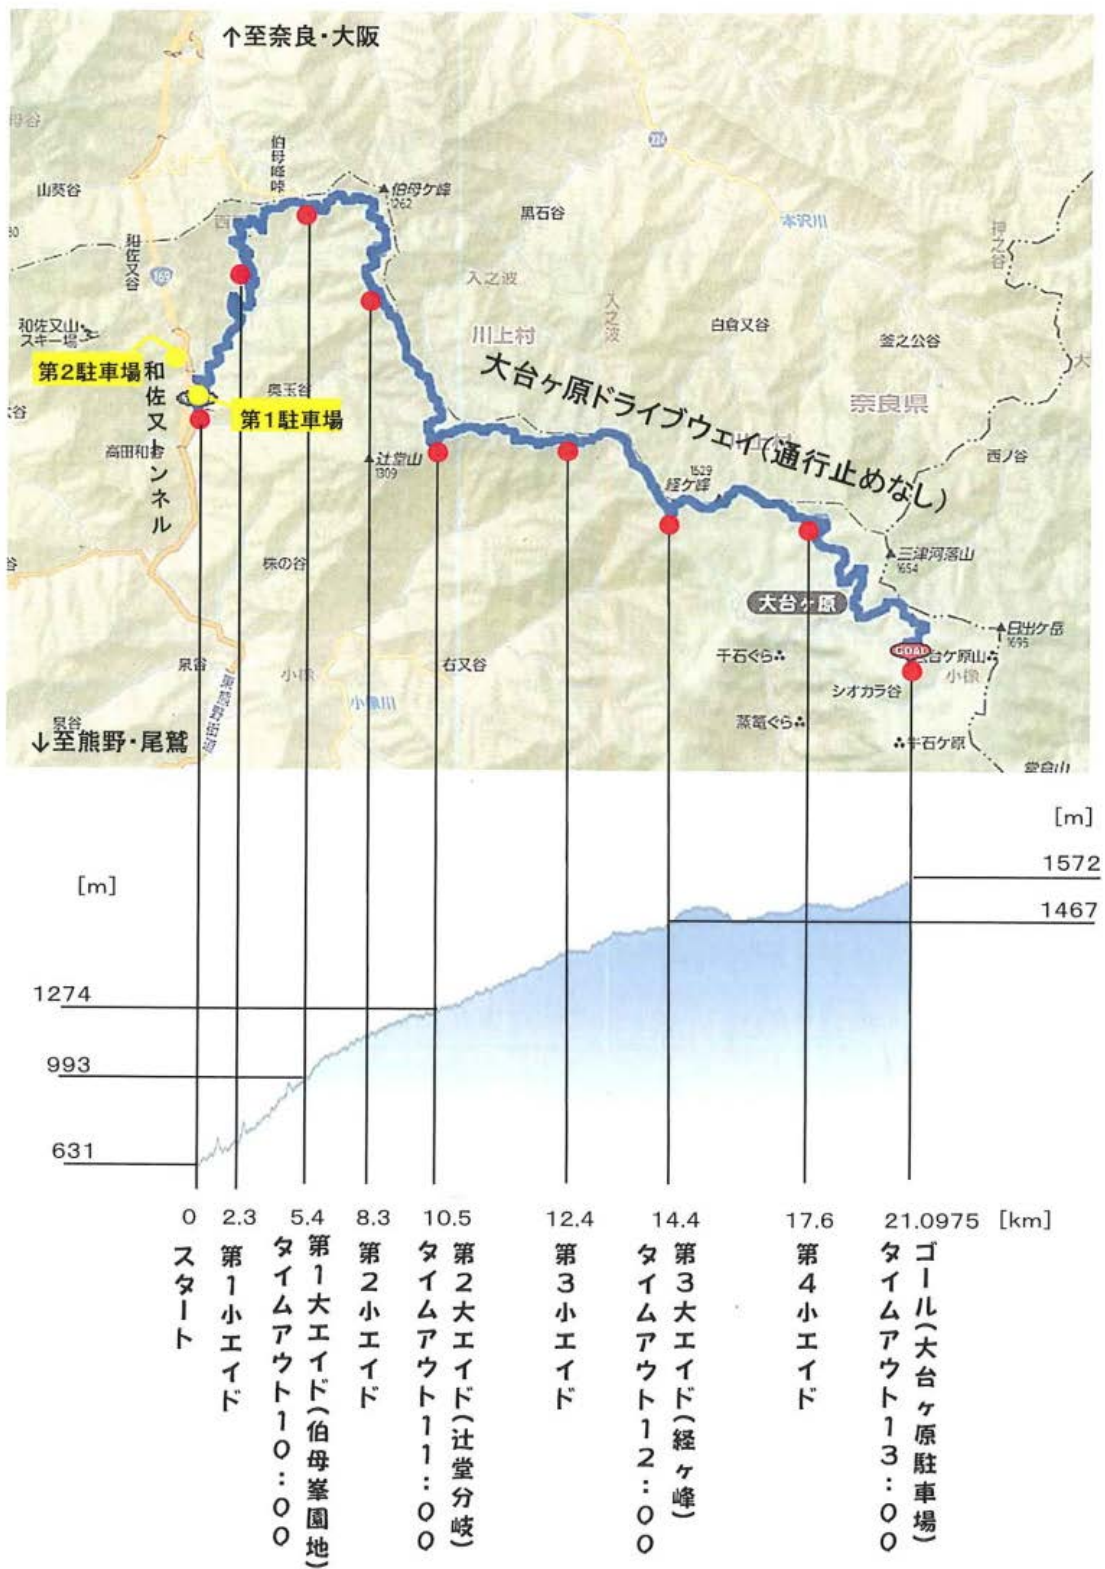 ↑至奈良・大阪
226
伯母峰峠
伯母ケ峰
1262
山葵谷
黒石谷
本沢川
和佐又谷
169
入之波
入之波
和佐又山
スキー場
川上村
白倉又谷
釜之公谷
第2駐車場
和佐又トンネル
奥玉谷
第1駐車場
大台ヶ原ドライブウェイ(通行止めなし)
奈良県
高田和谷
辻堂山
1309
川上村
西ノ谷
1529
経ケ峰
株の谷
三津河落山
1654
大台ヶ原
日出ケ岳
1695
泉谷
小橡
右又谷
千石ぐら
GOAL
台ケ原山
小橡
シオカラ谷
小橡川
泉谷
蒸篭ぐら
牛石ケ原
↓至熊野・尾鷲
堂倉山
[m]
1572
[m]
1467
1274
993
631
0 2.3 5.4 8.3 10.5 12.4 14.4 17.6 21.0975 [km]
スタート
第1小エイド
第1大エイド(伯母峯園地)
タイムアウト10:00
第2小エイド
第2大エイド(辻堂分岐)
タイムアウト11:00
第3小エイド
第3大エイド(経ヶ峰)
タイムアウト12:00
第4小エイド
ゴール(大台ヶ原駐車場)
タイムアウト13:00